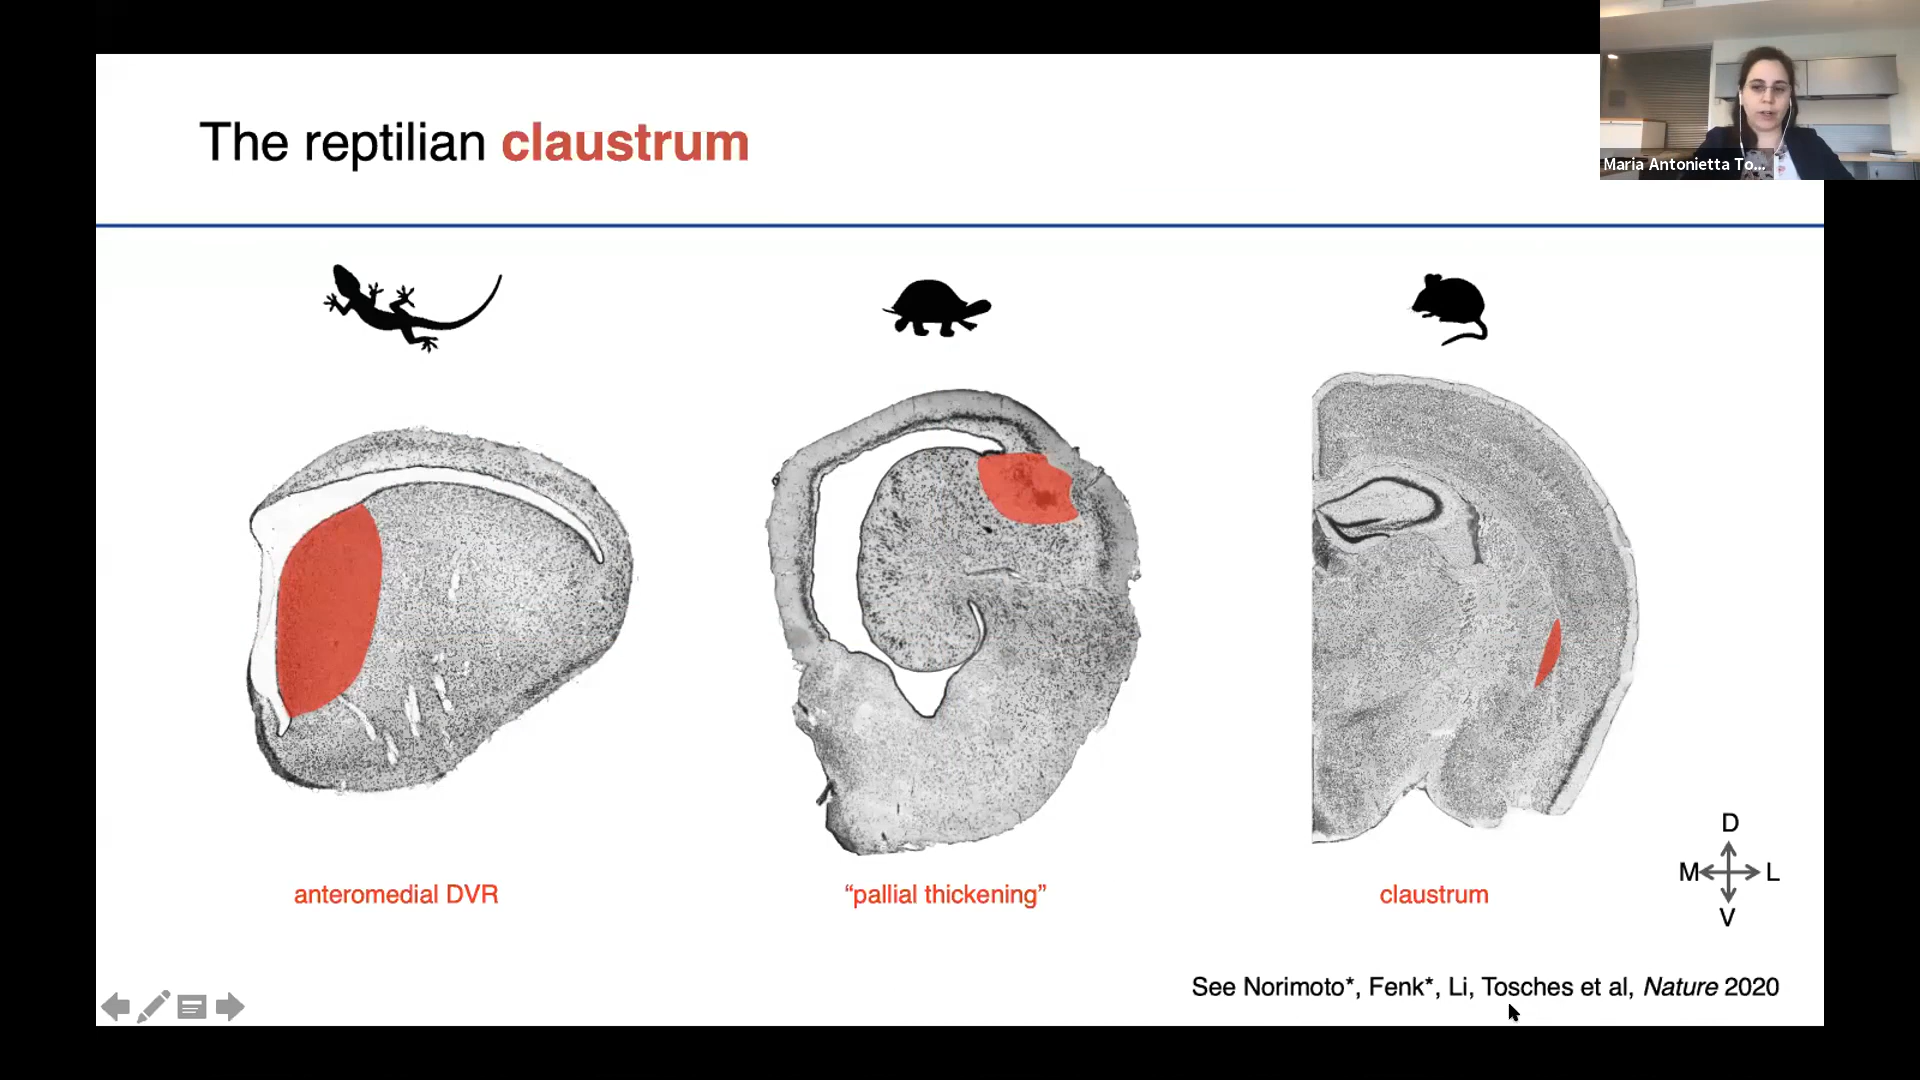 The reptilian claustrum
Maria Antonietta To...
anteromedial DVR
“pallial thickening”
claustrum
D
M L
V
See Norimoto*, Fenk*, Li, Tosches et al, Nature 2020